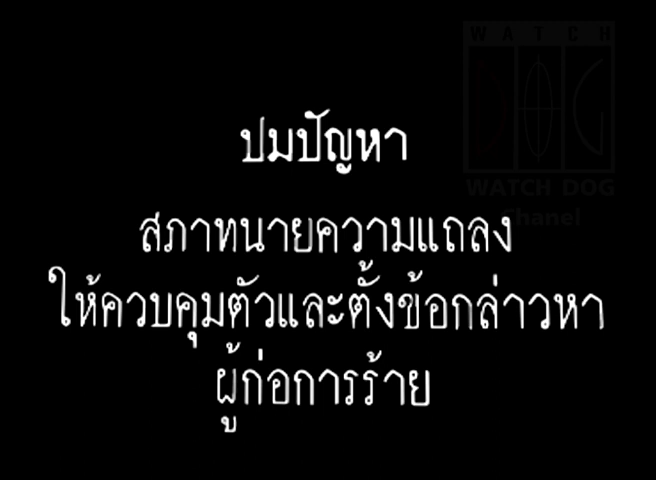 WATCH
DOG
WATCH DOG
Chanel
ปมปัญหา
สภาทนายความแถลง
ให้ควบคุมตัวและตั้งข้อกล่าวหา
ผู้ก่อการร้าย